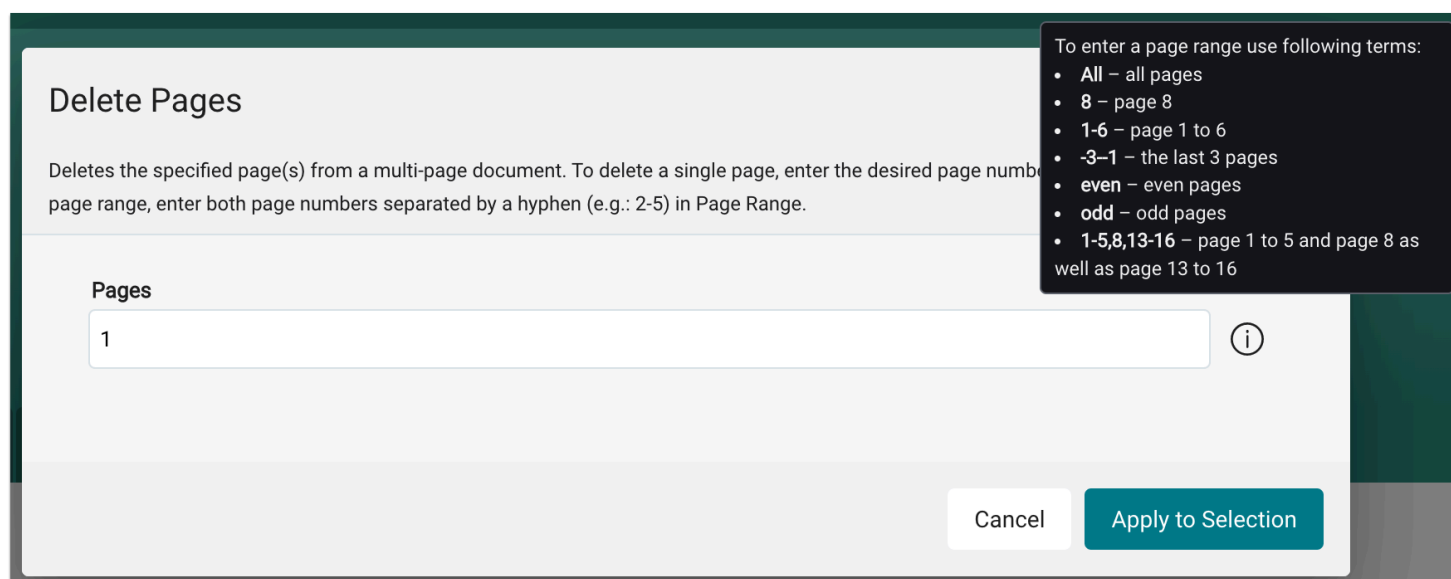 Delete Pages
Deletes the specified page(s) from a multi-page document. To delete a single page, enter the desired page
page range, enter both page numbers separated by a hyphen (e.g.: 2-5) in Page Range.
To enter a page range use following terms:
• All – all pages
• 8 – page 8
• 1-6 – page 1 to 6
• -3--1 – the last 3 pages
• even – even pages
• odd – odd pages
• 1-5,8,13-16 – page 1 to 5 and page 8 as
well as page 13 to 16
Pages
1
i
Cancel
Apply to Selection